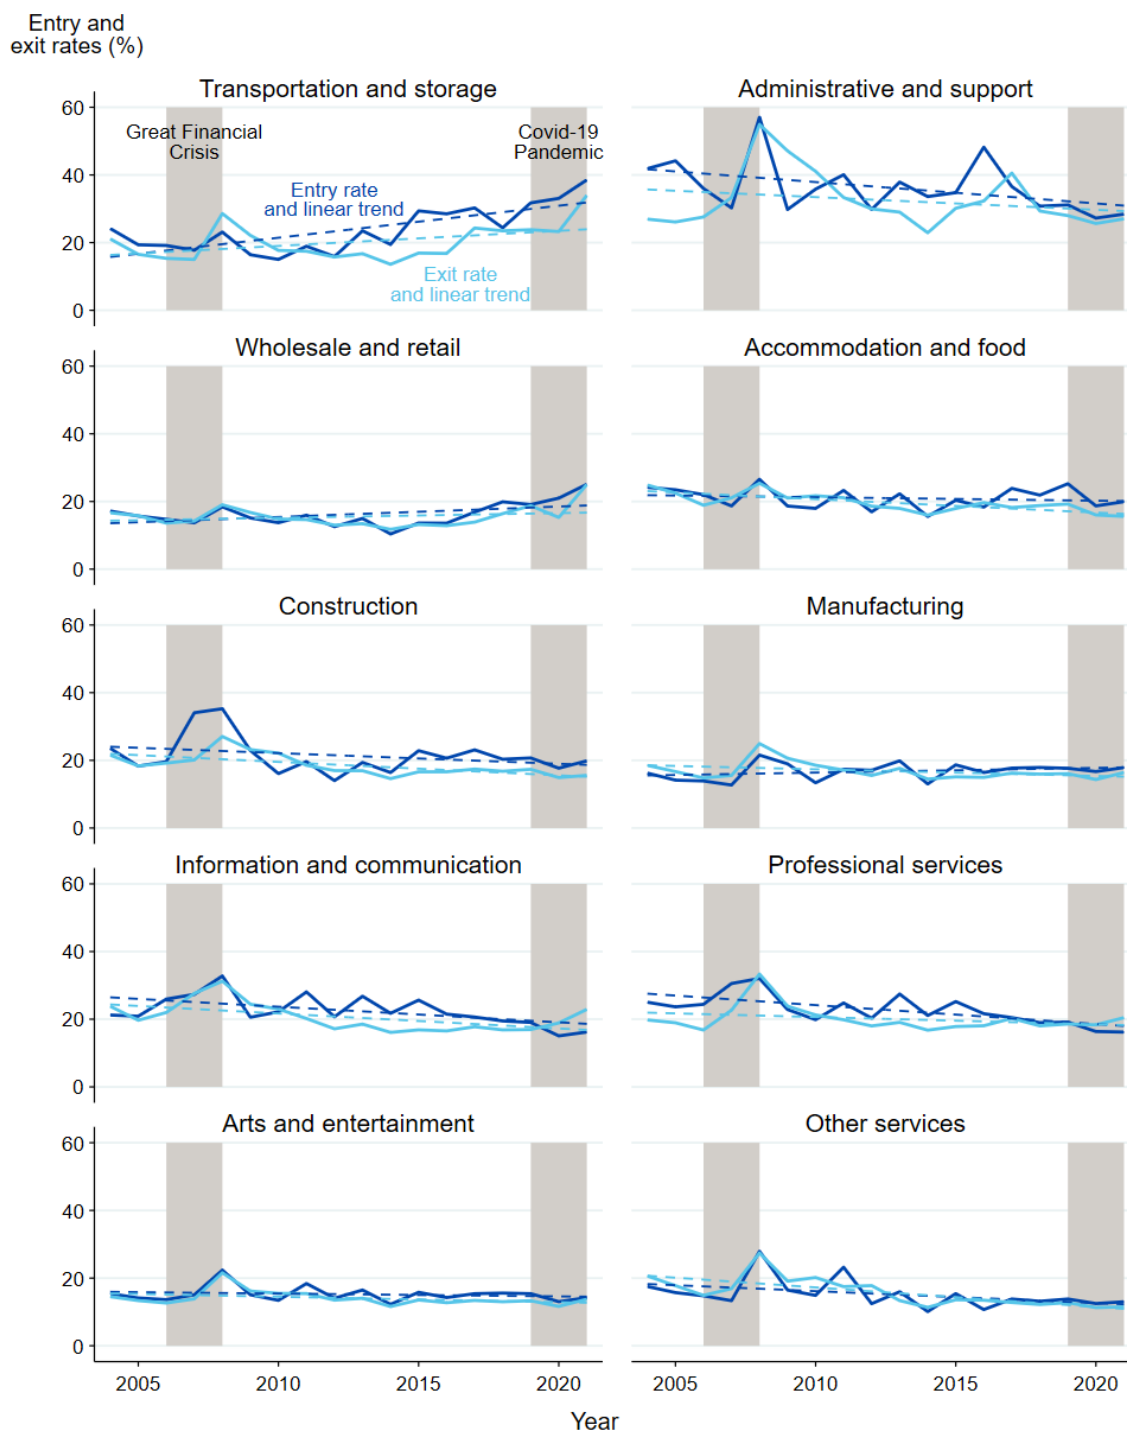 Entry and
exit rates (%)
Transportation and storage
Administrative and support
60
40
20
0
Great Financial
Crisis
Covid-19
Pandemic
Entry rate
and linear trend
Exit rate
and linear trend
Wholesale and retail
Accommodation and food
60
40
20
0
Construction
Manufacturing
60
40
20
0
Information and communication
Professional services
60
40
20
0
Arts and entertainment
Other services
60
40
20
0
2005 2010 2015 2020 2005 2010 2015 2020
Year